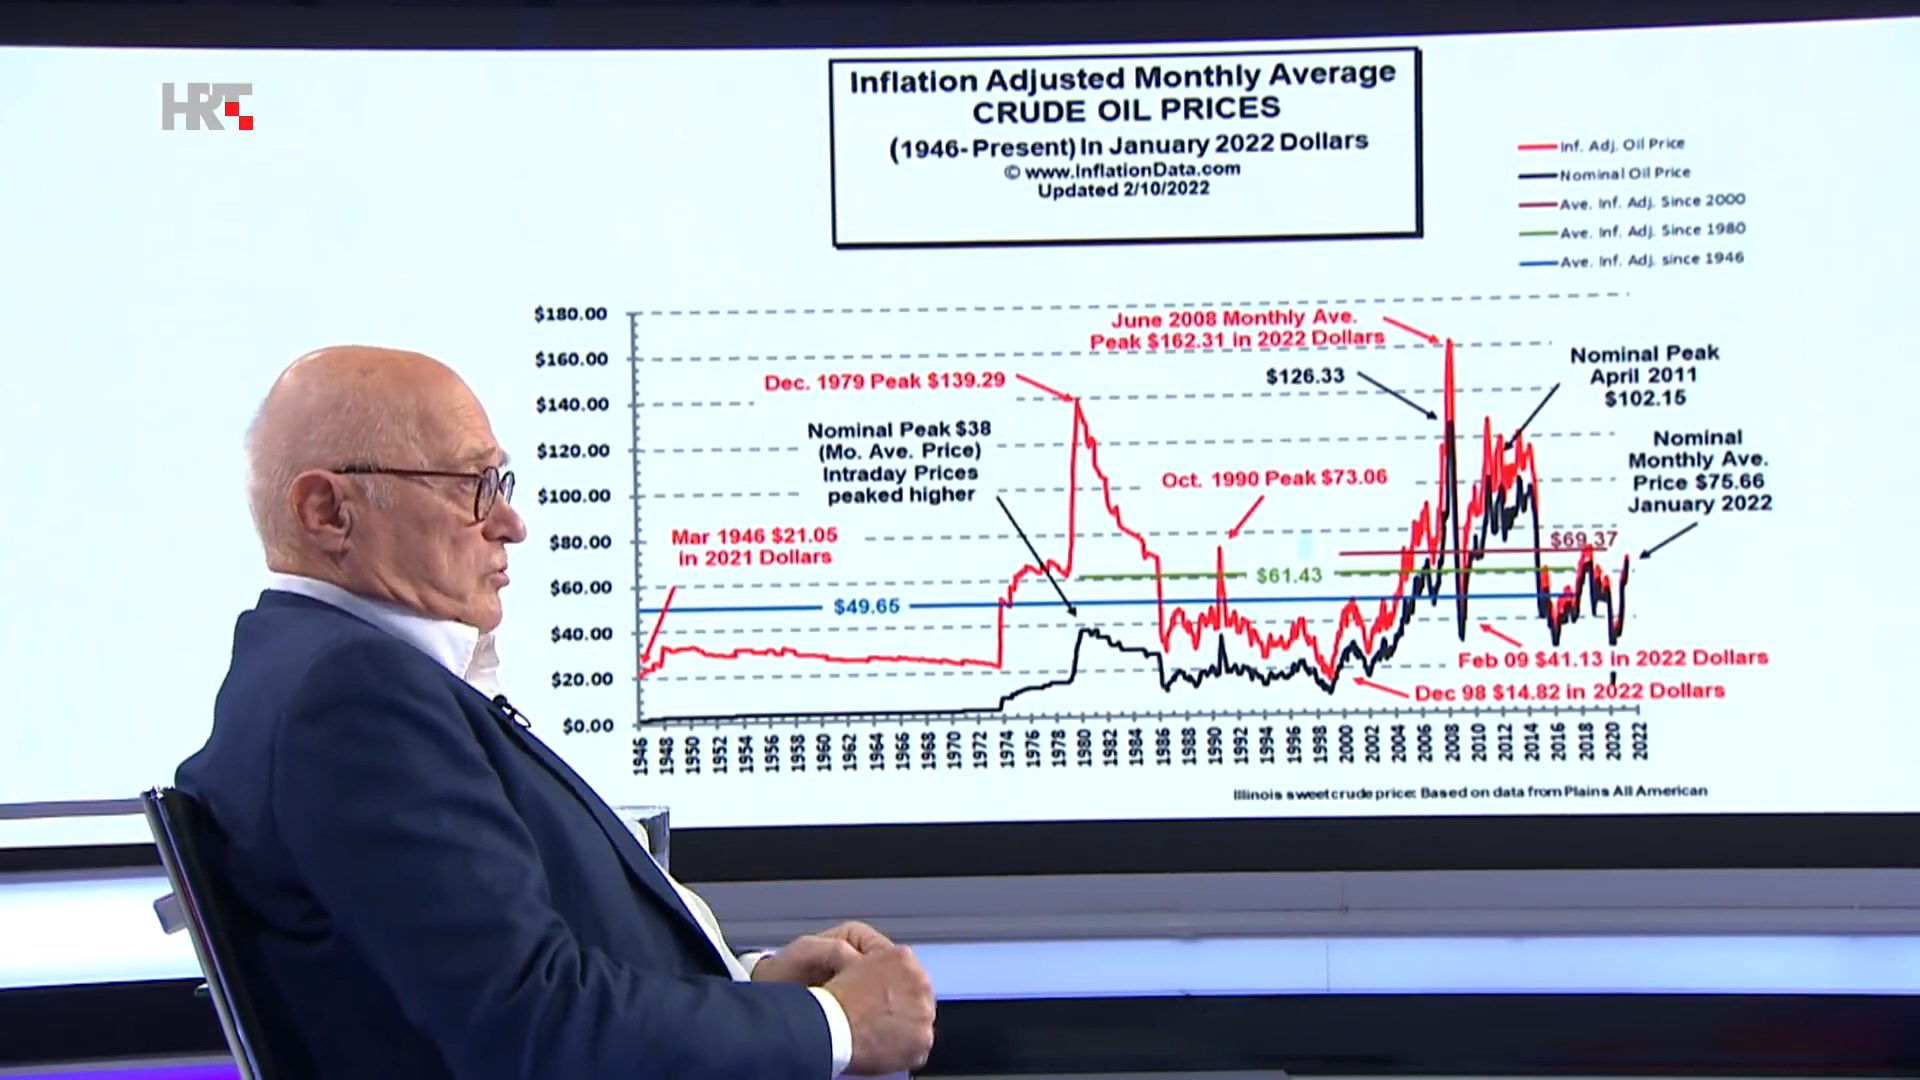 HRT
Inflation Adjusted Monthly Average
CRUDE OIL PRICES
(1946-Present) In January 2022 Dollars
© www.InflationData.com
Updated 2/10/2022
Inf. Adj. Oil Price
Nominal Oil Price
Ave. Inf. Adj. Since 2000
Ave. Inf. Adj. Since 1980
Ave. Inf. Adj. since 1946
$180.00
$160.00
$140.00
$120.00
$100.00
$80.00
$60.00
$40.00
$20.00
$0.00
June 2008 Monthly Ave.
Peak $162.31 in 2022 Dollars
Dec. 1979 Peak $139.29
$126.33
Nominal Peak
April 2011
$102.15
Nominal Peak $38
(Mo. Ave. Price)
Intraday Prices
peaked higher
Nominal
Monthly Ave.
Price $75.66
January 2022
Oct. 1990 Peak $73.06
Mar 1946 $21.05
in 2021 Dollars
$69.37
$61.43
$49.65
Feb 09 $41.13 in 2022 Dollars
Dec 98 $14.82 in 2022 Dollars
1946 1948 1950 1952 1954 1956 1958 1960 1962 1964 1966 1968 1970 1972 1974 1976 1978 1980 1982 1984 1986 1988 1990 1992 1994 1996 1998 2000 2002 2004 2006 2008 2010 2012 2014 2016 2018 2020 2022
Illinois sweet crude price: Based on data from Plains All American